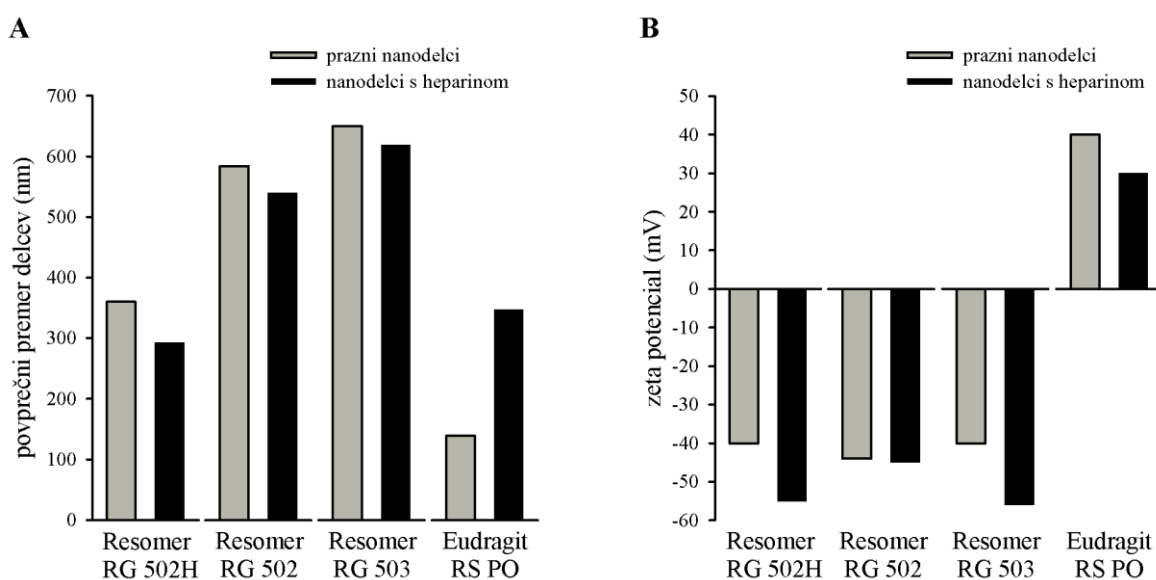 A
prazni nanodelci
nanodelci s heparinom
povprečni premer delcev (nm)
700
600
500
400
300
200
100
0
Resomer
RG 502H
Resomer
RG 502
Resomer
RG 503
Eudragit
RS PO
B
prazni nanodelci
nanodelci s heparinom
zeta potencial (mV)
50
40
30
20
10
0
-10
-20
-30
-40
-50
-60
Resomer
RG 502H
Resomer
RG 502
Resomer
RG 503
Eudragit
RS PO